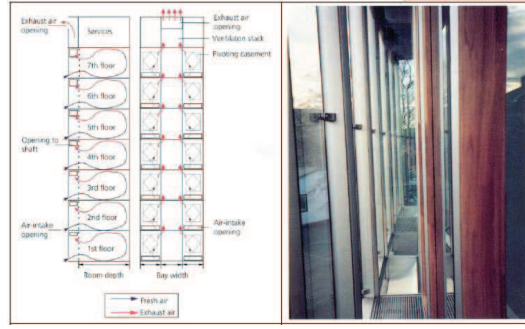 Exhaust air
opening
Services
7th floor
6th floor
5th floor
Opening to
shaft
4th floor
3rd floor
2nd floor
Air-intake
opening
1st floor
Room depth
Exhaust air
opening
Ventilation stack
Pivoting casement
Air-intake
opening
Bay width
Fresh air
Exhaust air